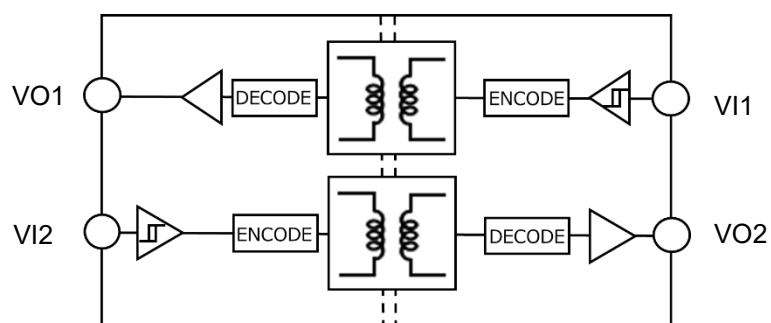 VO1
DECODE
ENCODE
VI1
VI2
ENCODE
DECODE
VO2